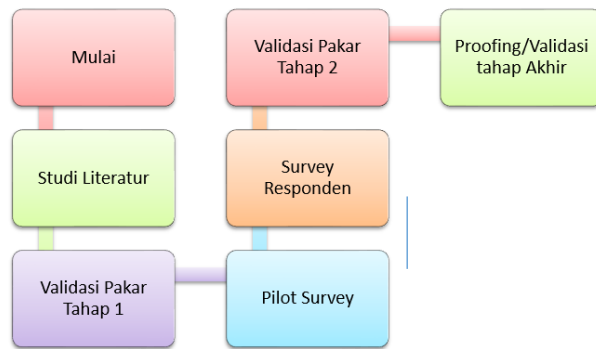 Mulai
Studi Literatur
Validasi Pakar
Tahap 1
Pilot Survey
Survey
Responden
Validasi Pakar
Tahap 2
Proofing/Validasi
tahap Akhir